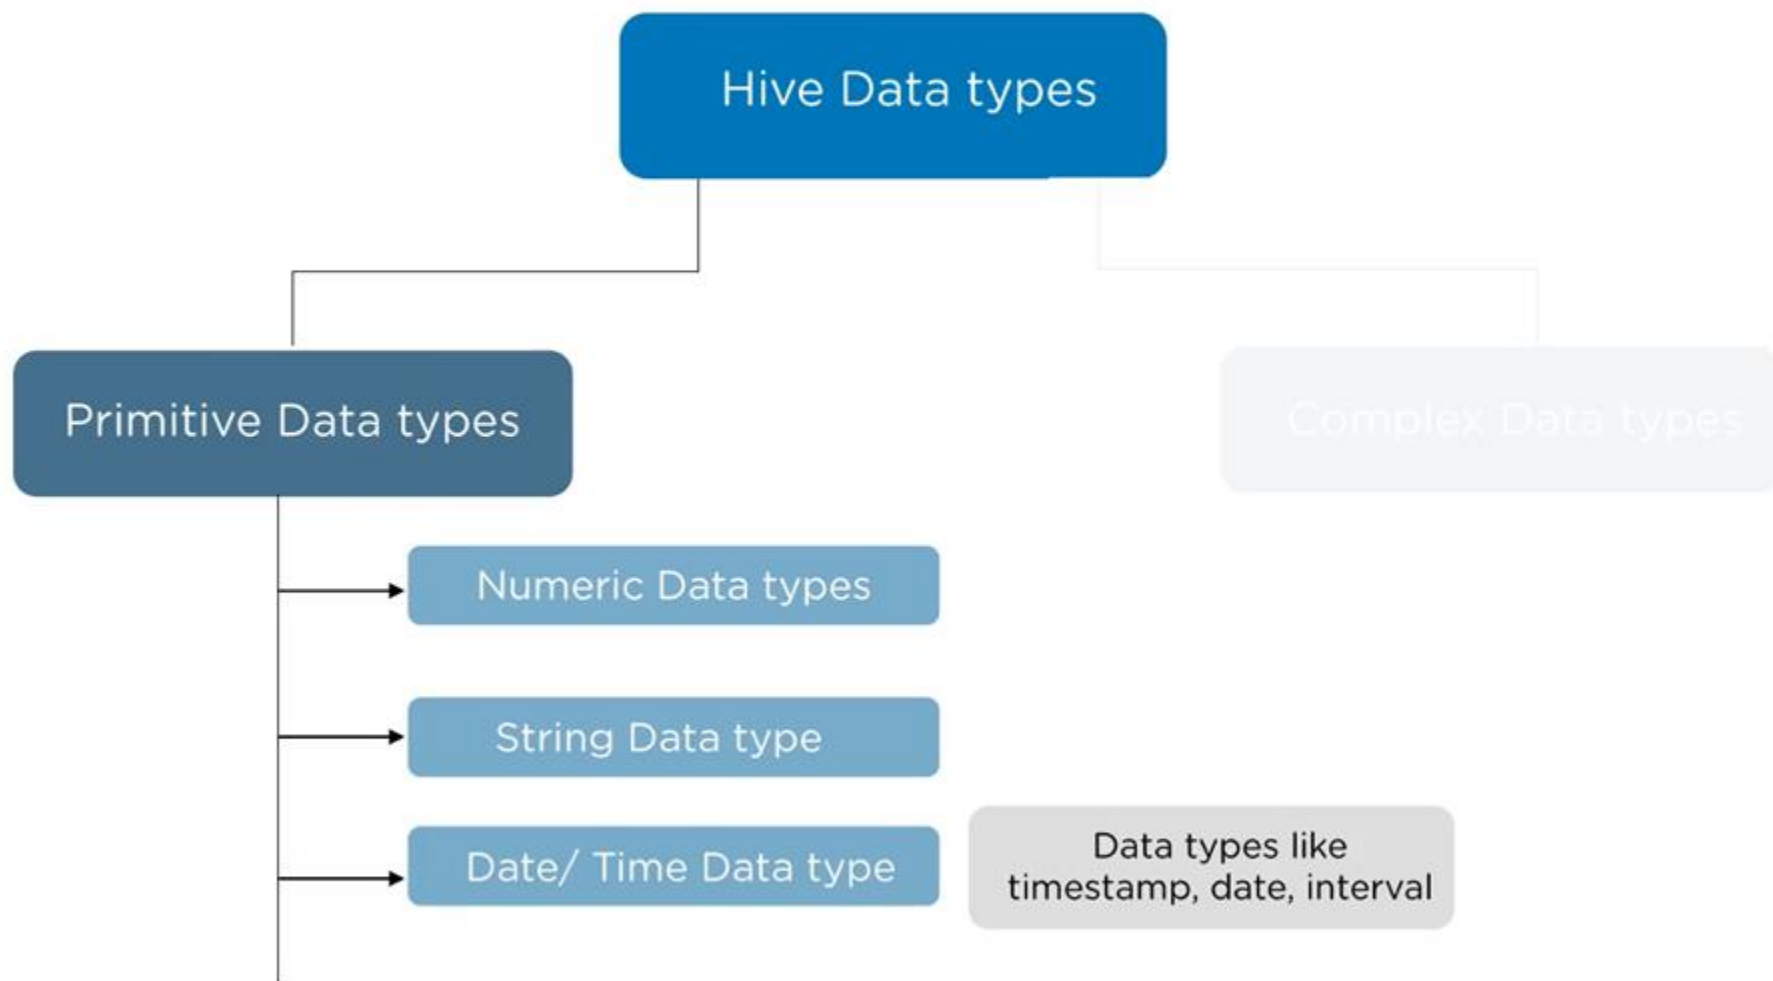 Hive Data types
Primitive Data types
Complex Data types
Numeric Data types
String Data type
Date/ Time Data type
Data types like
timestamp, date, interval